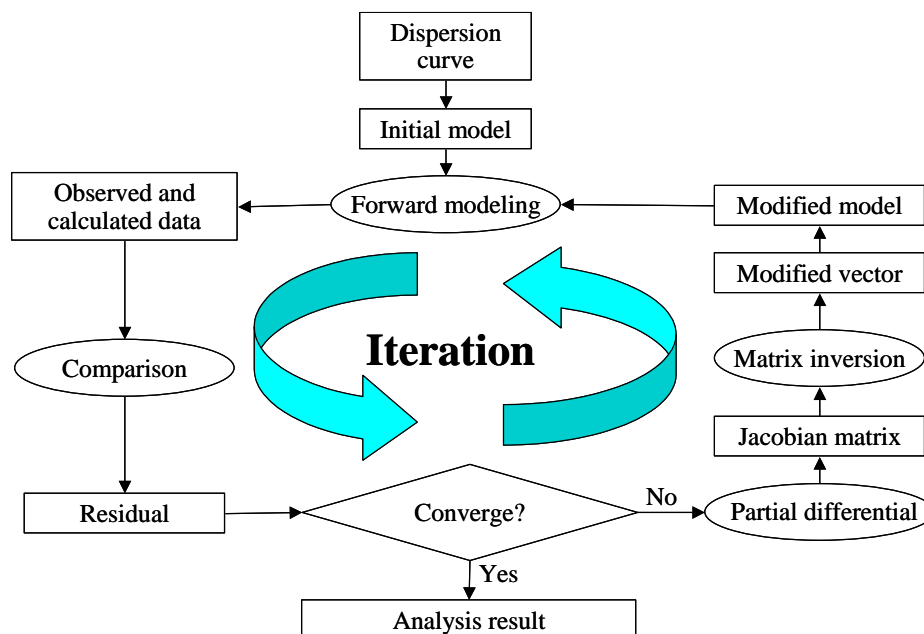 Dispersion
curve
Initial model
Forward modeling
Observed and
calculated data
Comparison
Residual
Iteration
Converge?
Yes
Analysis result
No
Partial differential
Jacobian matrix
Matrix inversion
Modified vector
Modified model